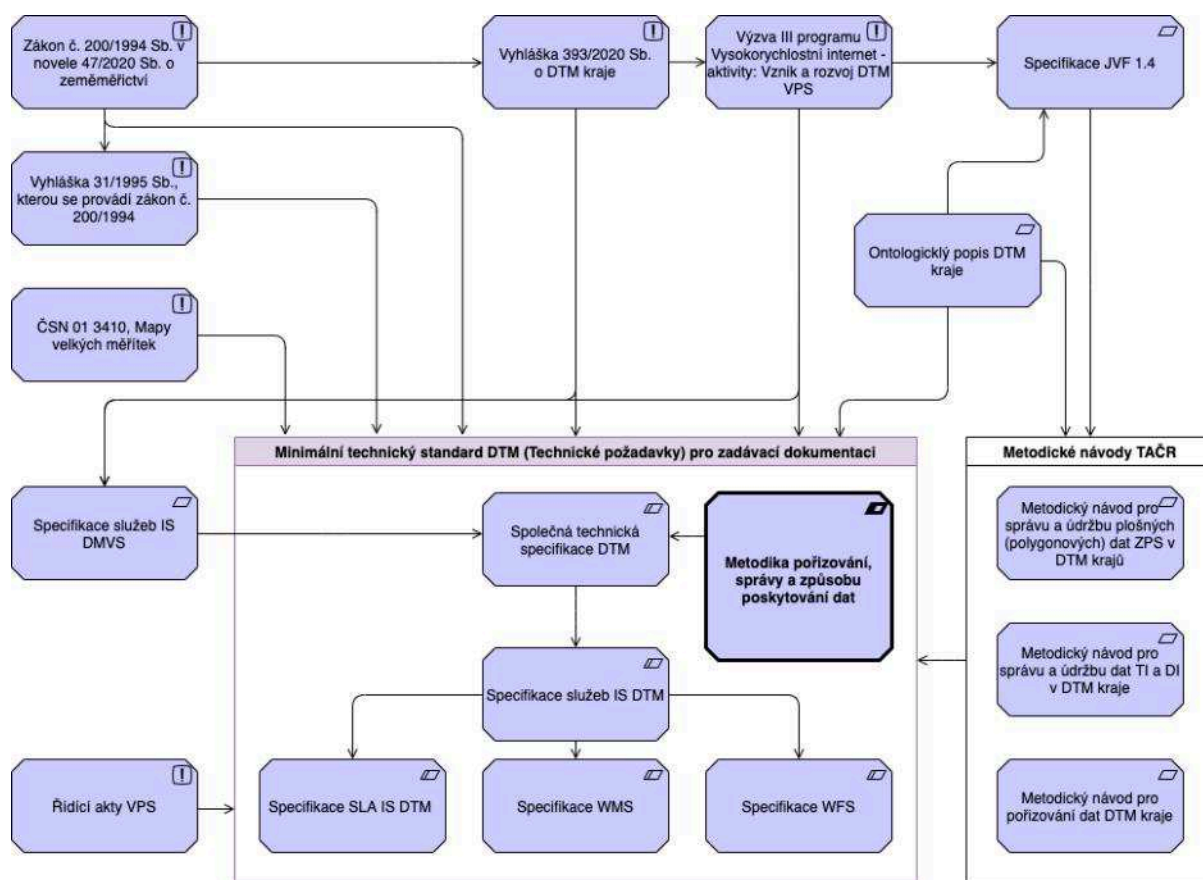 Zákon č. 200/1994 Sb. v
novele 47/2020 Sb. o
zeměměřictví
Vyhláška 393/2020 Sb.
o DTM kraje
Výzva III programu
Vysokorychlostní internet -
aktivity: Vznik a rozvoj DTM
VPS
Specifikace JVF 1.4
Vyhláška 31/1995 Sb.,
kterou se provádí zákon č.
200/1994
Ontologicklý popis DTM
kraje
ČSN 01 3410, Mapy
velkých měřítek
Minimální technický standard DTM (Technické požadavky) pro zadávací dokumentaci
Metodické návody TAČR
Specifikace služeb IS
DMVS
Společná technická
specifikace DTM
Metodika pořizování,
správy a způsobu
poskytování dat
Metodický návod pro
správu a údržbu plošných
(polygonových) dat ZPS v
DTM krajů
Specifikace služeb IS DTM
Metodický návod pro
správu a údržbu dat TI a DI
v DTM kraje
Řídící akty VPS
Specifikace SLA IS DTM
Specifikace WMS
Specifikace WFS
Metodický návod pro
pořizování dat DTM kraje